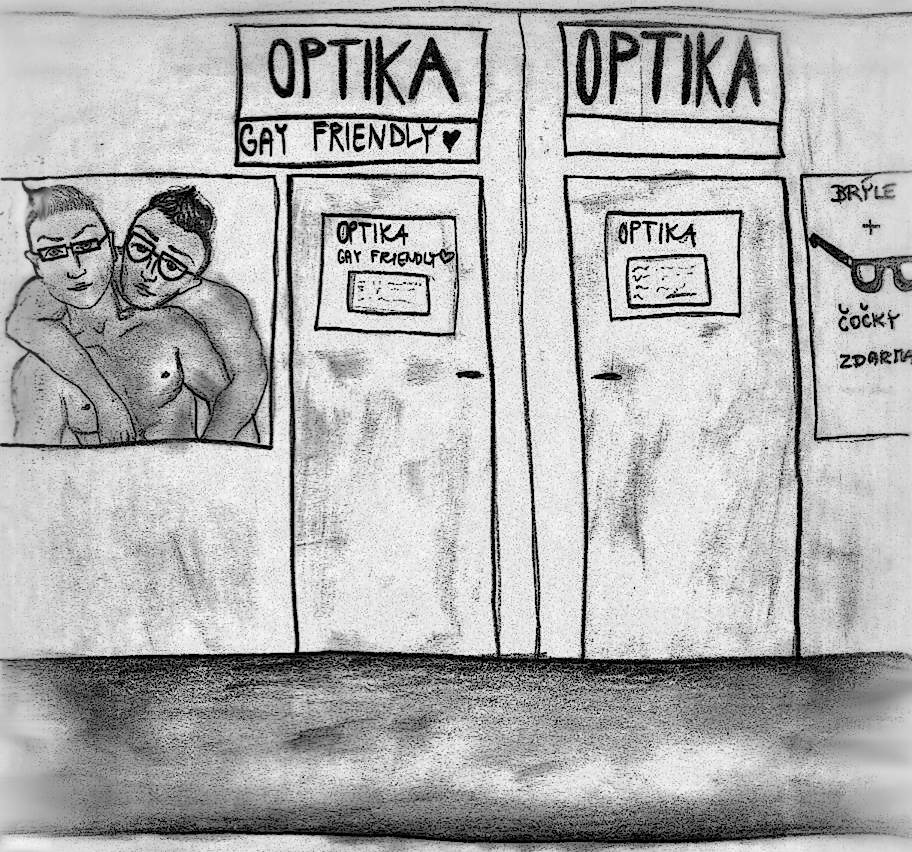 OPTIKA
GAY FRIENDLY♥
OPTIKA
GAY FRIENDLY♡
OPTIKA
OPTIKA
BRÝLE
+
ČOČKY
ZDARMA